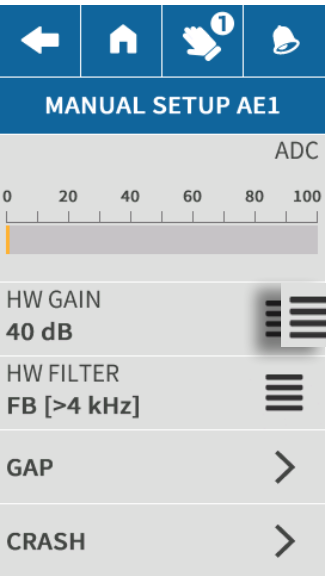 1
MANUAL SETUP AE1
ADC
0 20 40 60 80 100
HW GAIN
40 dB
HW FILTER
FB [>4 kHz]
GAP
CRASH